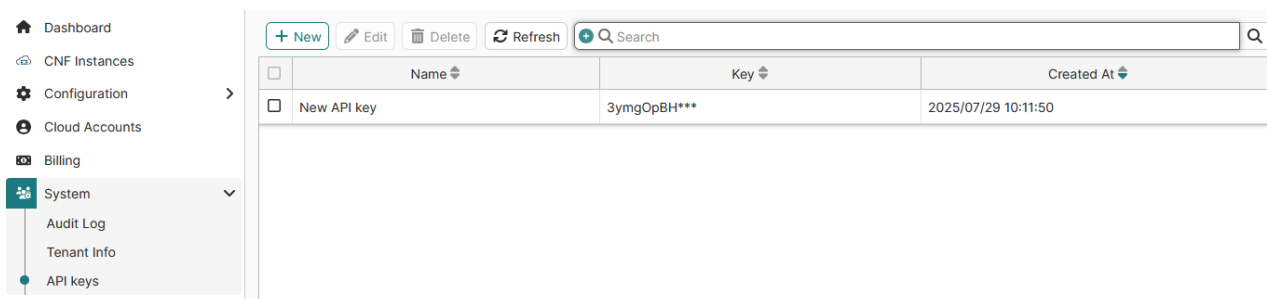 Dashboard
CNF Instances
Configuration
Cloud Accounts
Billing
System
Audit Log
Tenant Info
API keys
New Edit Delete Refresh Search
Name Key Created At
New API key 3ymgOpBH*** 2025/07/29 10:11:50